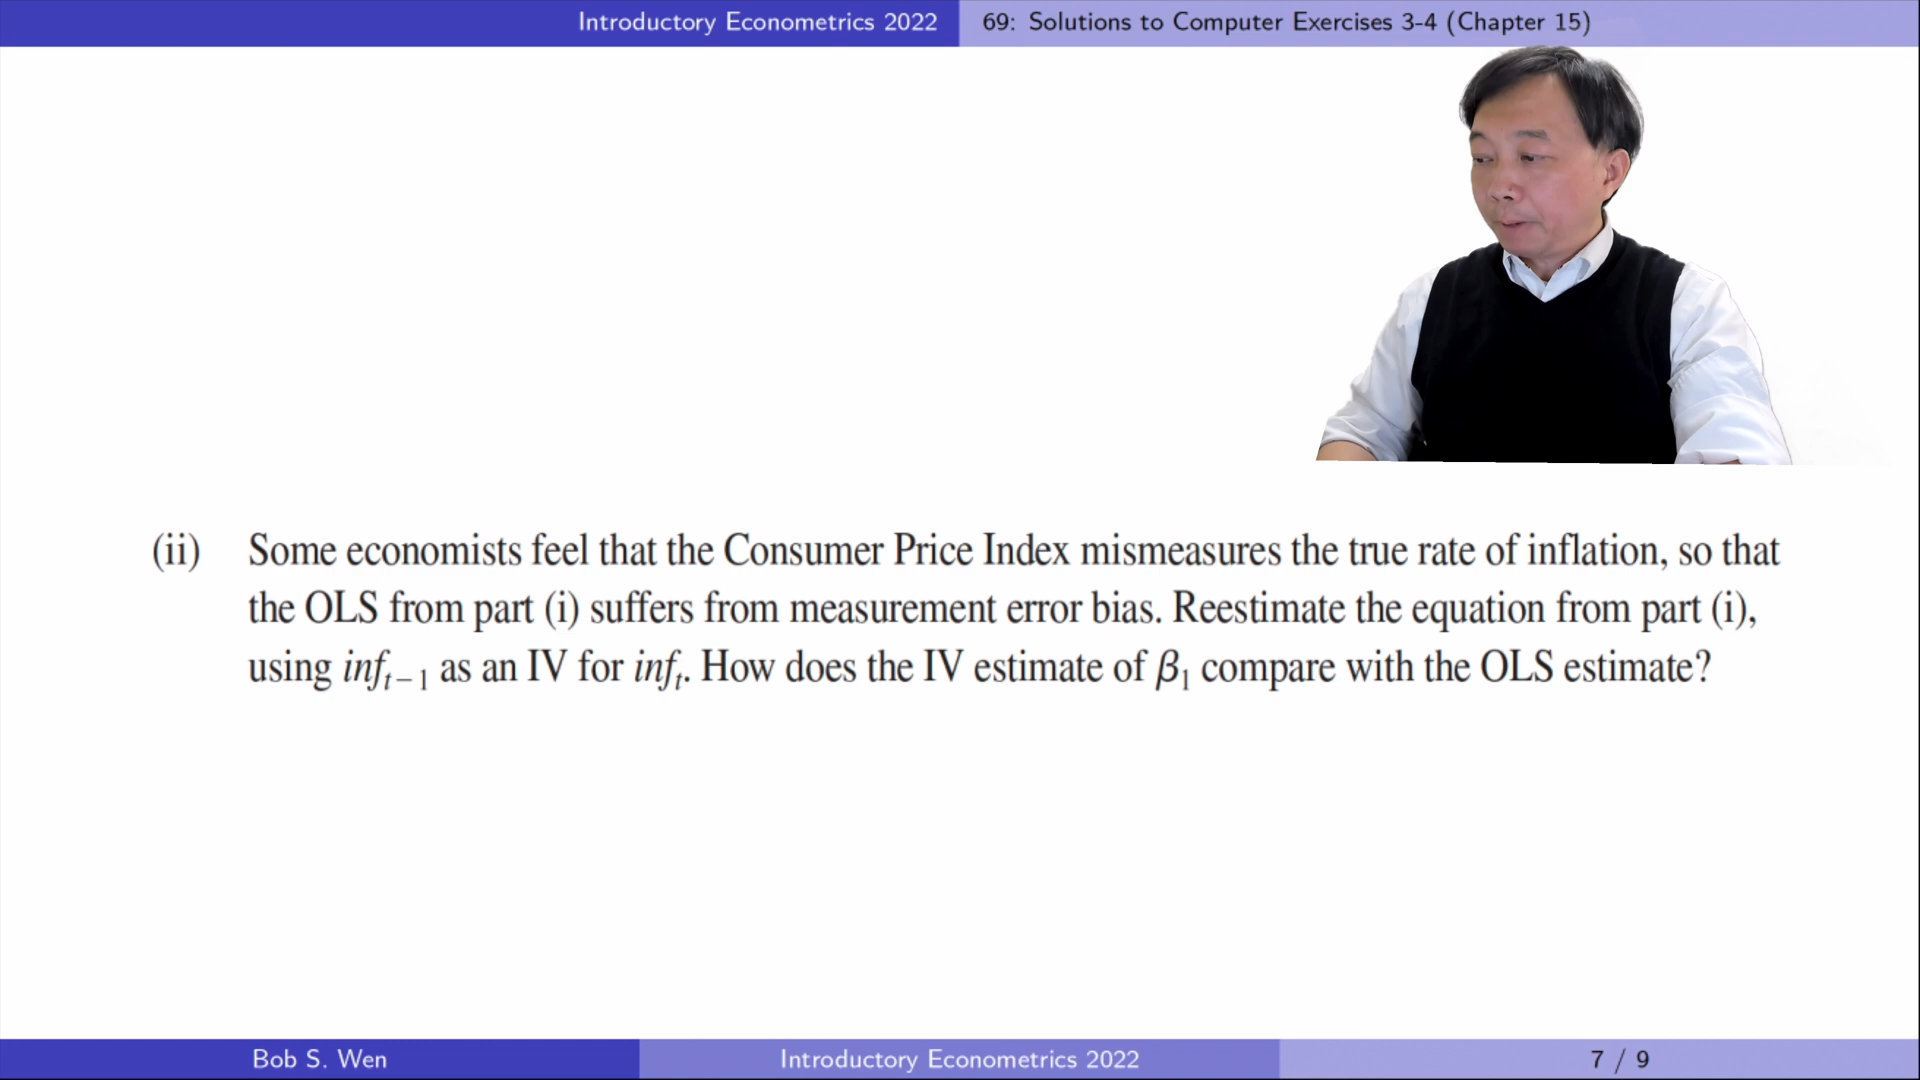 Introductory Econometrics 2022
69: Solutions to Computer Exercises 3-4 (Chapter 15)
(ii) Some economists feel that the Consumer Price Index mismeasures the true rate of inflation, so that
the OLS from part (i) suffers from measurement error bias. Reestimate the equation from part (i),
using inf_{t-1} as an IV for inf_t. How does the IV estimate of β_1 compare with the OLS estimate?
Bob S. Wen
Introductory Econometrics 2022
7 / 9